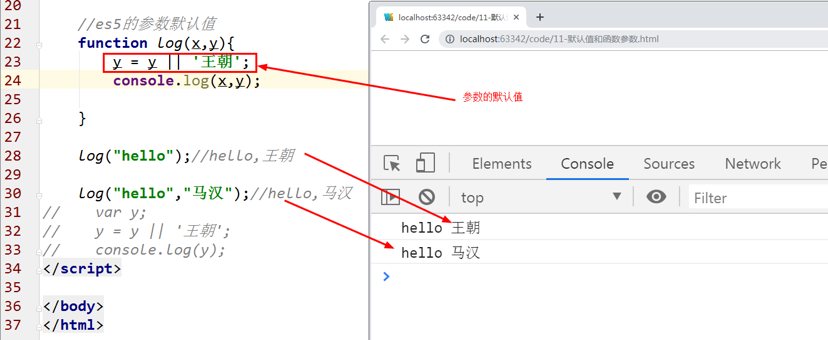 20
21 //es5的参数默认值
22 function log(x,y){
23 y = y || '王朝';
24 console.log(x,y);
25
26 }
27
28 log("hello");//hello,王朝
29
30 log("hello","马汉");//hello,马汉
31 // var y;
32 // y = y || '王朝';
33 // console.log(y);
34 </script>
35
36 </body>
37 </html>
参数的默认值
localhost:63342/code/11-默认
localhost:63342/code/11-默认值和函数参数.html
Elements Console Sources Network Pe
top Filter
hello 王朝
hello 马汉